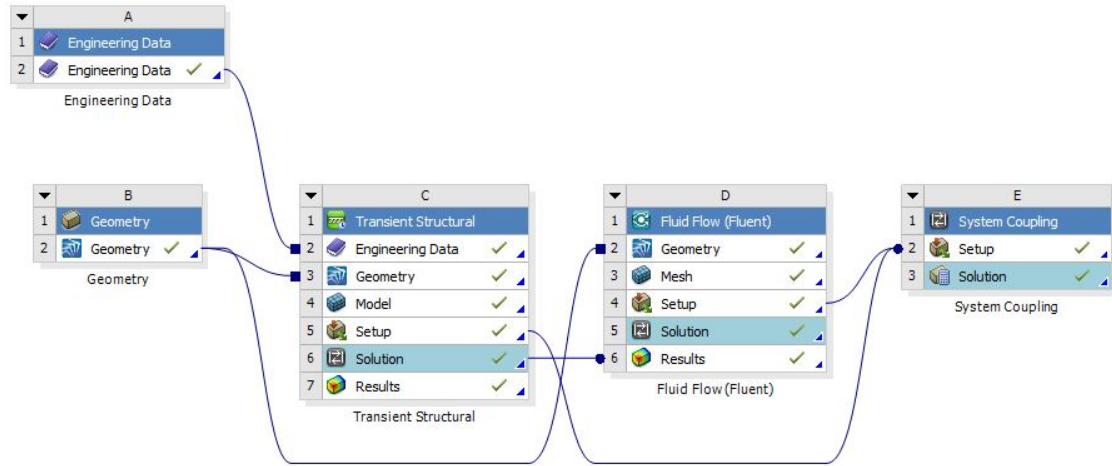 A
1 Engineering Data
2 Engineering Data
Engineering Data
B
1 Geometry
2 Geometry
Geometry
C
1 Transient Structural
2 Engineering Data
3 Geometry
4 Model
5 Setup
6 Solution
7 Results
Transient Structural
D
1 Fluid Flow (Fluent)
2 Geometry
3 Mesh
4 Setup
5 Solution
6 Results
Fluid Flow (Fluent)
E
1 System Coupling
2 Setup
3 Solution
System Coupling